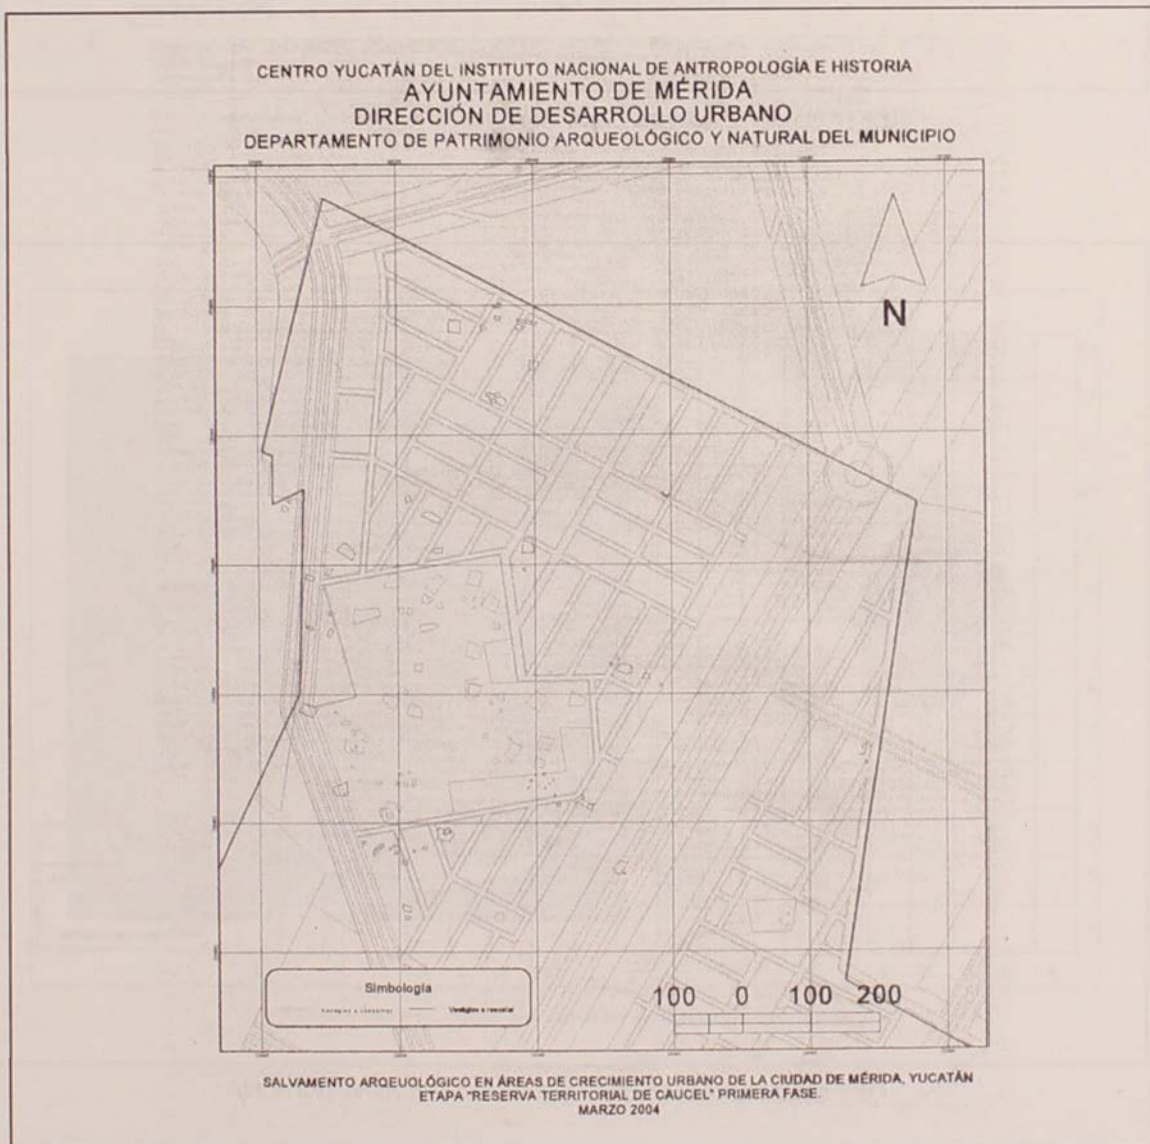 CENTRO YUCATÁN DEL INSTITUTO NACIONAL DE ANTROPOLOGÍA E HISTORIA
AYUNTAMIENTO DE MÉRIDA
DIRECCIÓN DE DESARROLLO URBANO
DEPARTAMENTO DE PATRIMONIO ARQUEOLÓGICO Y NATURAL DEL MUNICIPIO
N
Simbología
Vestigios a rescatar
100 0 100 200
SALVAMENTO ARQEUOLÓGICO EN ÁREAS DE CRECIMIENTO URBANO DE LA CIUDAD DE MÉRIDA, YUCATÁN
ETAPA "RESERVA TERRITORIAL DE CAUCEL" PRIMERA FASE.
MARZO 2004